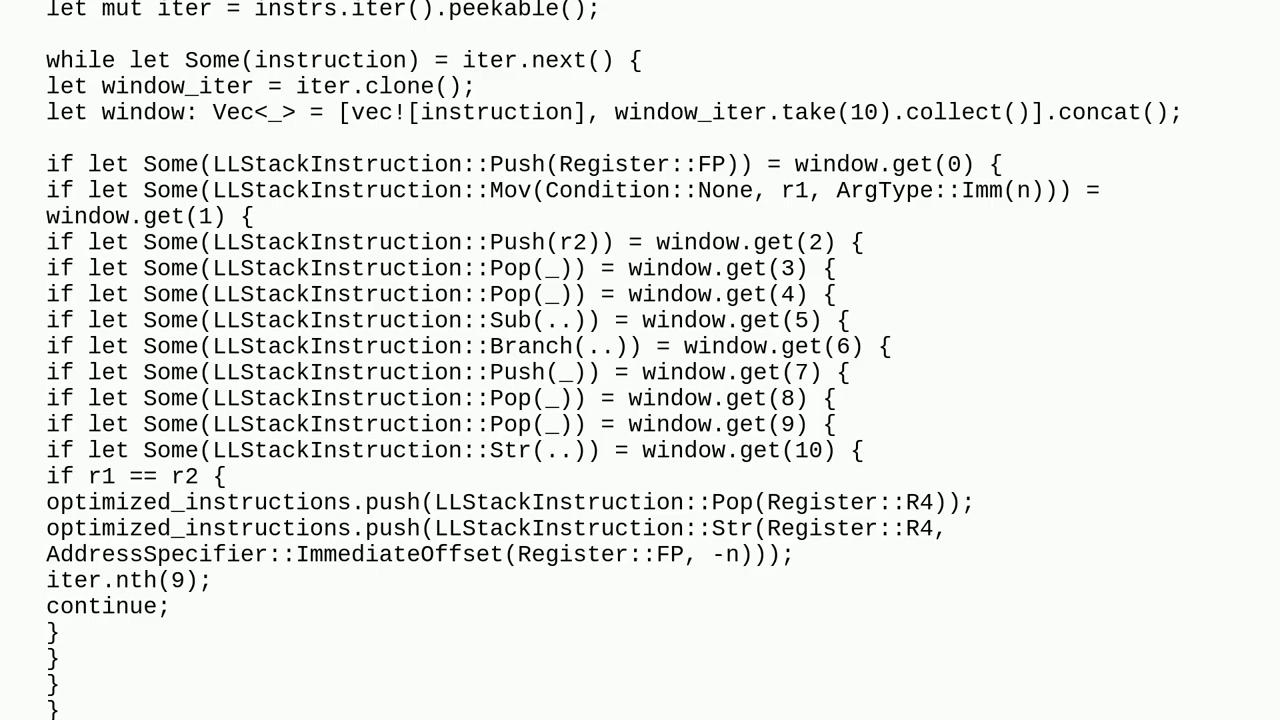 let mut iter = instrs.iter().peekable();
while let Some(instruction) = iter.next() {
let window_iter = iter.clone();
let window: Vec<_> = [vec![instruction], window_iter.take(10).collect()].concat();
if let Some(LLStackInstruction::Push(Register::FP)) = window.get(0) {
if let Some(LLStackInstruction::Mov(Condition::None, r1, ArgType::Imm(n))) =
window.get(1) {
if let Some(LLStackInstruction::Push(r2)) = window.get(2) {
if let Some(LLStackInstruction::Pop(_)) = window.get(3) {
if let Some(LLStackInstruction::Pop(_)) = window.get(4) {
if let Some(LLStackInstruction::Sub(..)) = window.get(5) {
if let Some(LLStackInstruction::Branch(..)) = window.get(6) {
if let Some(LLStackInstruction::Push(_)) = window.get(7) {
if let Some(LLStackInstruction::Pop(_)) = window.get(8) {
if let Some(LLStackInstruction::Pop(_)) = window.get(9) {
if let Some(LLStackInstruction::Str(..)) = window.get(10) {
if r1 == r2 {
optimized_instructions.push(LLStackInstruction::Pop(Register::R4));
optimized_instructions.push(LLStackInstruction::Str(Register::R4,
AddressSpecifier::ImmediateOffset(Register::FP, -n)));
iter.nth(9);
continue;
}
}
}
}